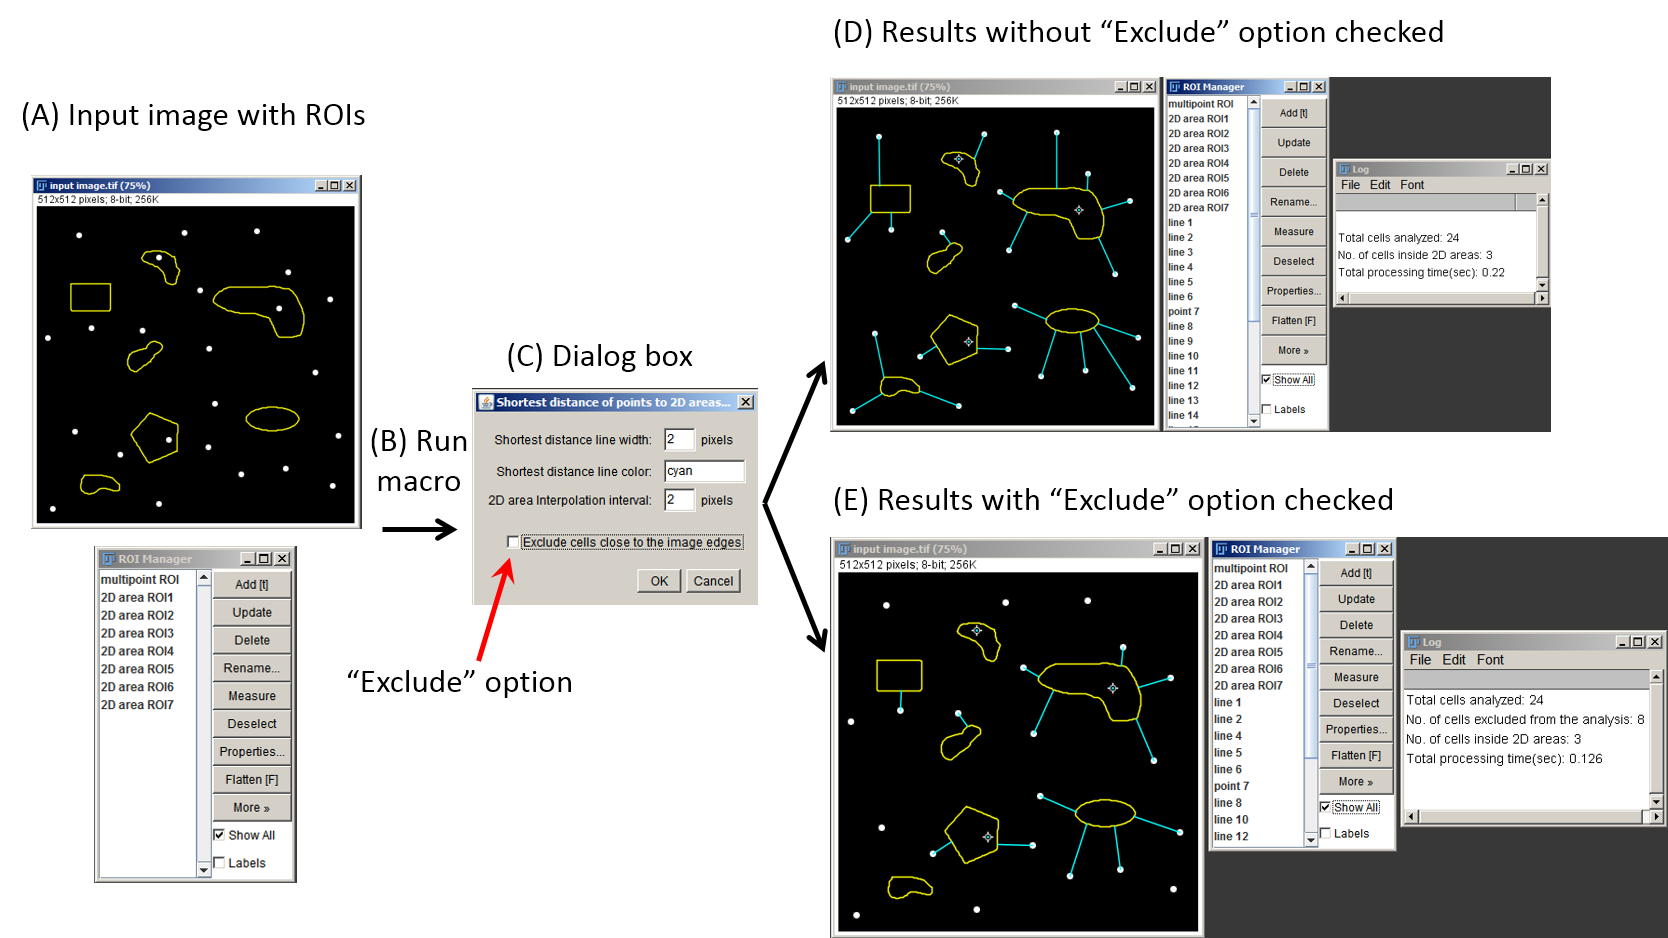 (A) Input image with ROIs
input image.tif (75%)
512x512 pixels; 8-bit; 256K
ROI Manager
multipoint ROI
2D area ROI1
2D area ROI2
2D area ROI3
2D area ROI4
2D area ROI5
2D area ROI6
2D area ROI7
Add [t]
Update
Delete
Rename...
Measure
Deselect
Properties...
Flatten [F]
More »
Show All
Labels
(B) Run
macro
(C) Dialog box
Shortest distance of points to 2D areas...
Shortest distance line width: 2 pixels
Shortest distance line color: cyan
2D area Interpolation interval: 2 pixels
Exclude cells close to the image edges
OK Cancel
“Exclude” option
(D) Results without “Exclude” option checked
input image.tif (75%)
512x512 pixels; 8-bit; 256K
ROI Manager
multipoint ROI
2D area ROI1
2D area ROI2
2D area ROI3
2D area ROI4
2D area ROI5
2D area ROI6
2D area ROI7
line 1
line 2
line 3
line 4
line 5
line 6
point 7
line 8
line 9
line 10
line 11
line 12
line 13
line 14
Add [t]
Update
Delete
Rename...
Measure
Deselect
Properties...
Flatten [F]
More »
Show All
Labels
Log
File Edit Font
Total cells analyzed: 24
No. of cells inside 2D areas: 3
Total processing time(sec): 0.22
(E) Results with “Exclude” option checked
input image.tif (75%)
512x512 pixels; 8-bit; 256K
ROI Manager
multipoint ROI
2D area ROI1
2D area ROI2
2D area ROI3
2D area ROI4
2D area ROI5
2D area ROI6
2D area ROI7
line 1
line 2
line 4
line 5
line 6
point 7
line 8
line 10
line 12
Add [t]
Update
Delete
Rename...
Measure
Deselect
Properties...
Flatten [F]
More »
Show All
Labels
Log
File Edit Font
Total cells analyzed: 24
No. of cells excluded from the analysis: 8
No. of cells inside 2D areas: 3
Total processing time(sec): 0.126